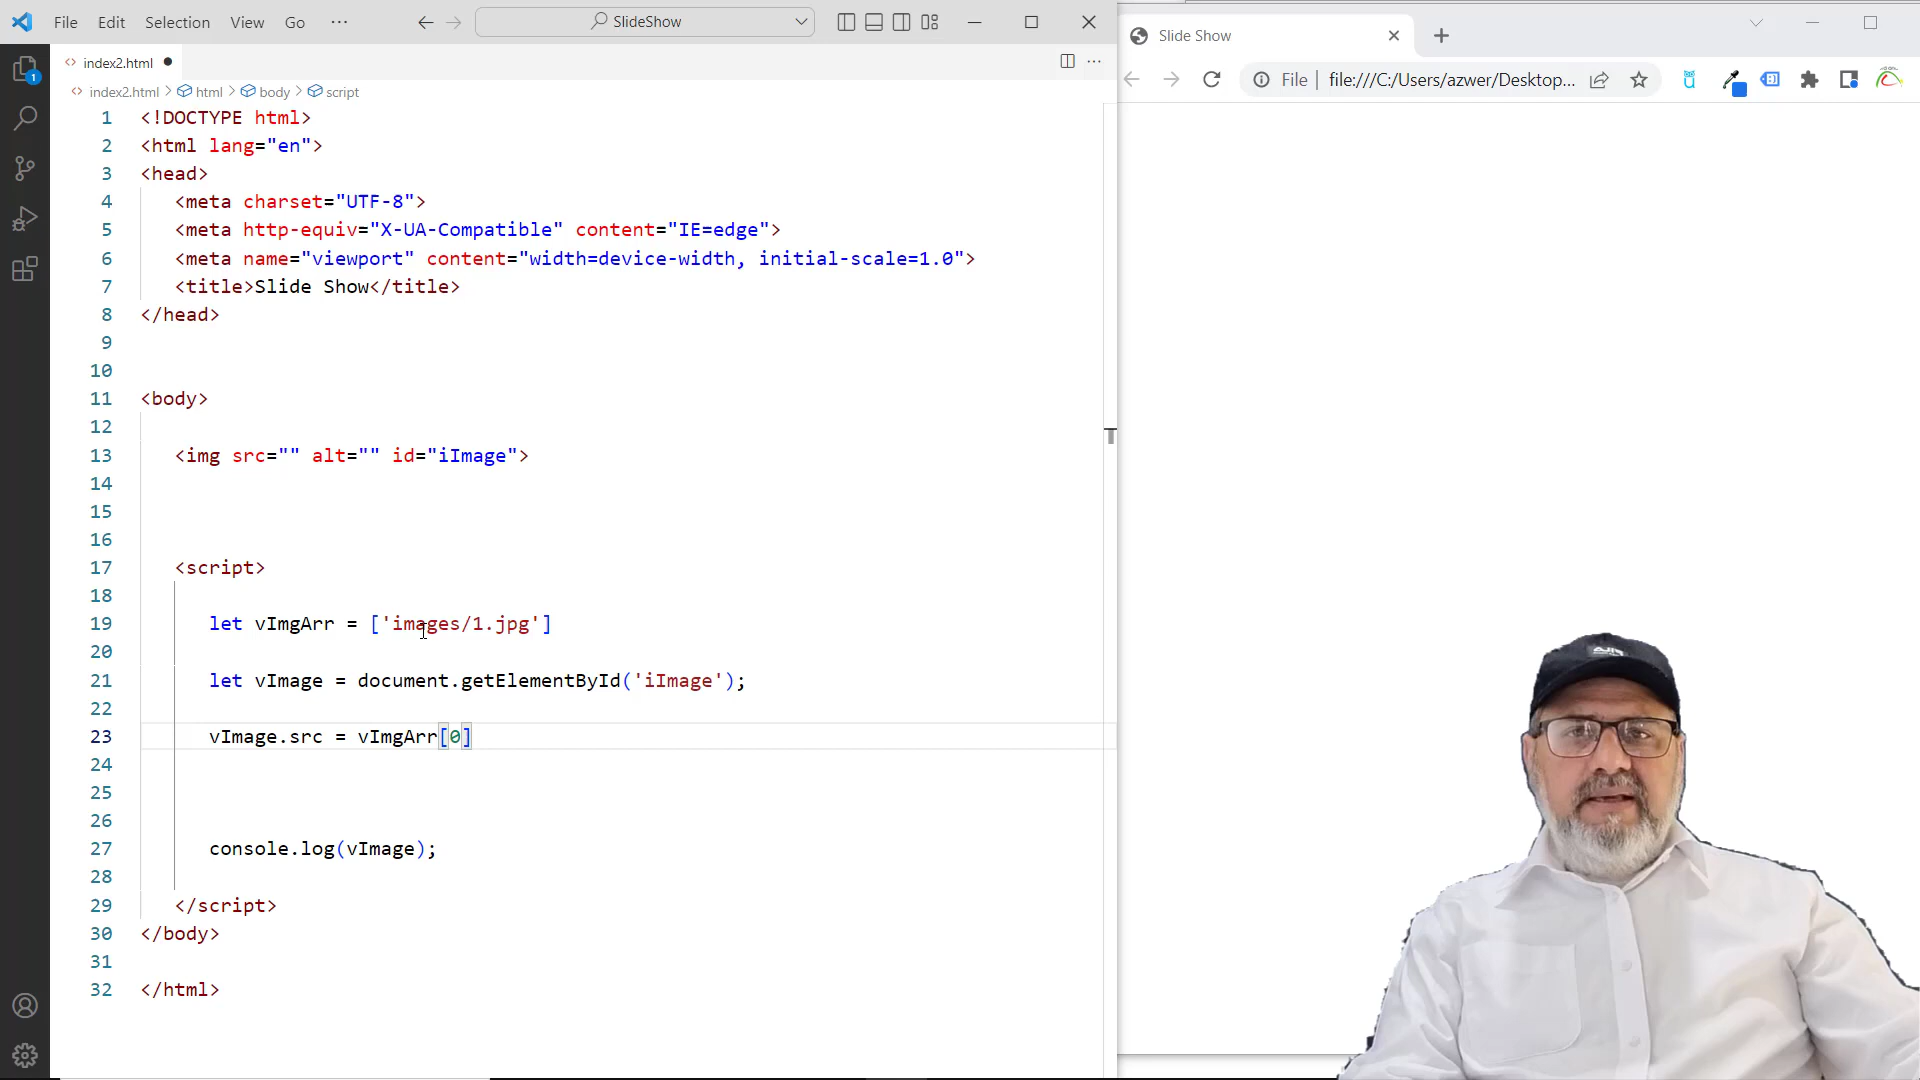 File Edit Selection View Go ··· SlideShow
index2.html
index2.html > html > body > script
1 <!DOCTYPE html>
2 <html lang="en">
3 <head>
4 <meta charset="UTF-8">
5 <meta http-equiv="X-UA-Compatible" content="IE=edge">
6 <meta name="viewport" content="width=device-width, initial-scale=1.0">
7 <title>Slide Show</title>
8 </head>
9
10
11 <body>
12
13 <img src="" alt="" id="iImage">
14
15
16
17 <script>
18
19 let vImgArr = ['images/1.jpg']
20
21 let vImage = document.getElementById('iImage');
22
23 vImage.src = vImgArr[0]
24
25
26
27 console.log(vImage);
28
29 </script>
30 </body>
31
32 </html>
1
Slide Show
File | file:///C:/Users/azwer/Desktop...